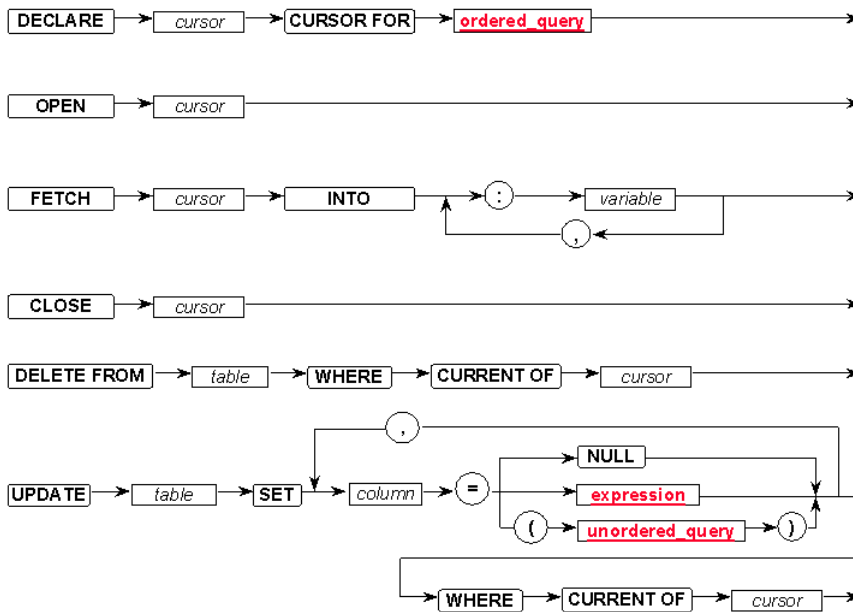 DECLARE cursor CURSOR FOR ordered_query
OPEN cursor
FETCH cursor INTO : variable
,
CLOSE cursor
DELETE FROM table WHERE CURRENT OF cursor
,
NULL
UPDATE table SET column = expression
( unordered_query )
WHERE CURRENT OF cursor